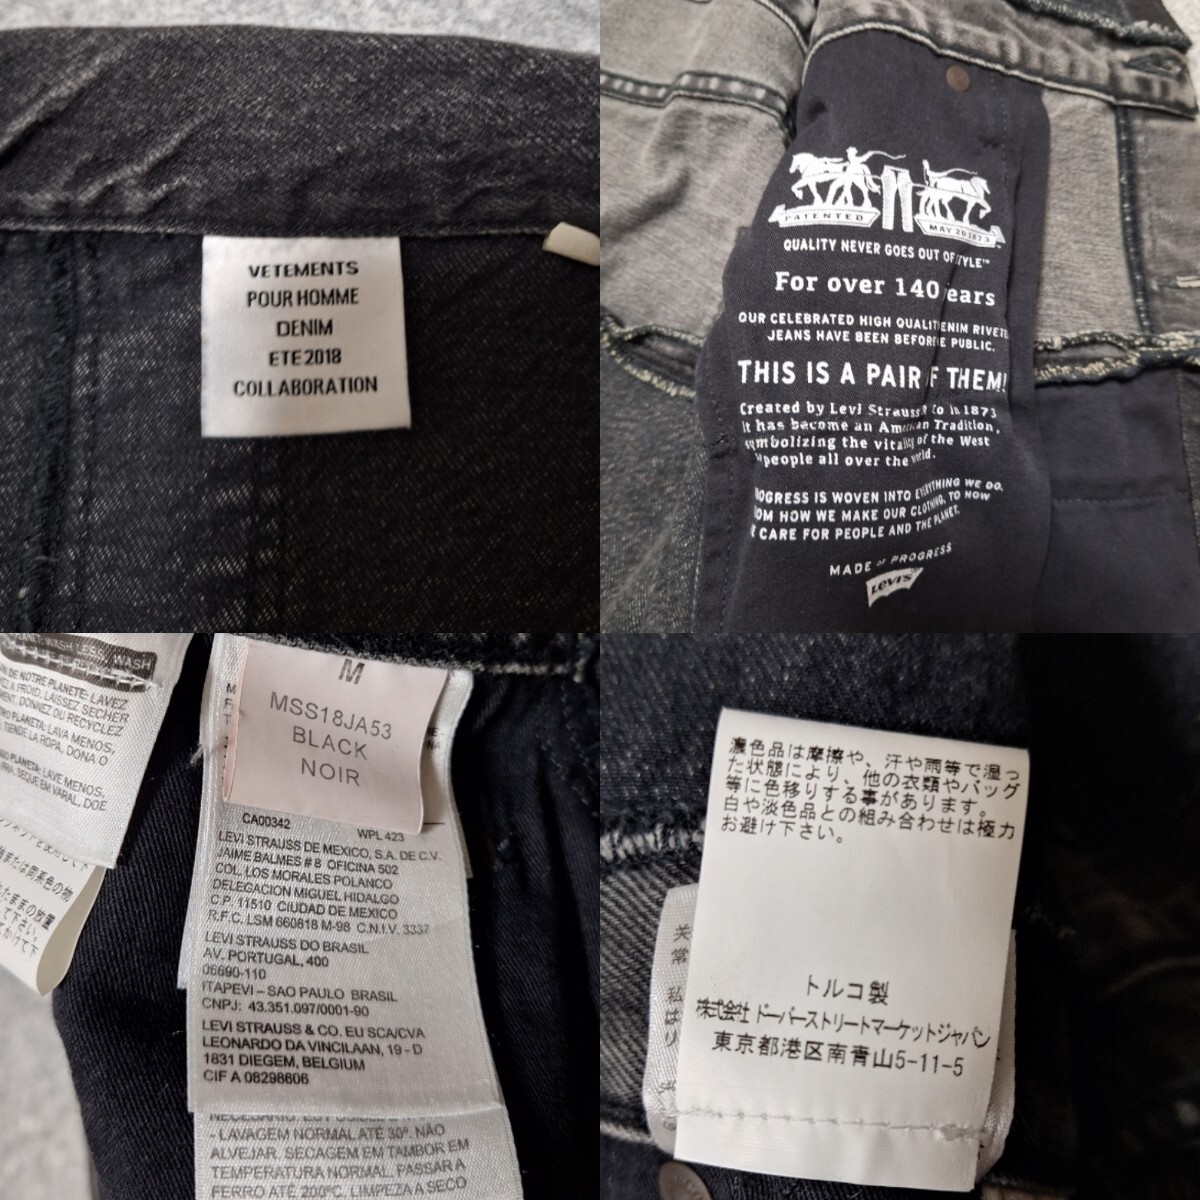 VETEMENTS
POUR HOMME
DENIM
ETE 2018
COLLABORATION
PATENTED
MAY 20 1873
QUALITY NEVER GOES OUT OF STYLE™
For over 140 ears
OUR CELEBRATED HIGH QUALI ENIM RIVETE
JEANS HAVE BEEN BEFORE PUBLIC.
THIS IS A PAIR F THEM!
Created by Levi Strauss & Co in 1873
it has become an American Tradition,
symbolizing the vitality of the West
people all over the world.
ROGRESS IS WOVEN INTO EVERYTHING WE DO.
OM HOW WE MAKE OUR CLOTHING, TO HOW
E CARE FOR PEOPLE AND THE PLANET.
MADE OF PROGRESS
LEVI'S
WASH LESS, WASH
DE NOTRE PLANETE: LAVEZ
Z A FROID. LAISSEZ SECHER
MENT. DONNEZ OU RECYCLEZ
PLANETA: LAVA MENOS,
TIENDE LA ROPA, DONA O
PLANETA: LAVE MENOS,
RIA, SEQUE EM VARAL, DOE
M
MSS18JA53
BLACK
NOIR
CA00342
WPL 423
LEVI STRAUSS DE MEXICO, S.A. DE C.V.
JAIME BALMES # 8 OFICINA 502
COL. LOS MORALES POLANCO
DELEGACION MIGUEL HIDALGO
C.P. 11510 CIUDAD DE MEXICO
R.F.C. LSM 660818 M-98 C.N.I.V. 3337
LEVI STRAUSS DO BRASIL
AV. PORTUGAL, 400
06690-110
ITAPEVI – SAO PAULO BRASIL
CNPJ: 43.351.097/0001-90
LEVI STRAUSS & CO. EU SCA/CVA
LEONARDO DA VINCILAAN, 19 - D
1831 DIEGEM, BELGIUM
CIF A 08298606
- LAVAGEM NORMAL ATÉ 30º. NÃO
ALVEJAR. SECAGEM EM TAMBOR EM
TEMPERATURA NORMAL. PASSAR A
FERRO ATÉ 200ºC. LIMPEZA A SECO
濃色品は摩擦や、汗や雨等で湿っ
た状態により、他の衣類やバッグ
等に色移りする事があります。
白や淡色品との組み合わせは極力
お避け下さい。
トルコ製
株式会社ドーバーストリートマーケットジャパン
東京都港区南青山5-11-5